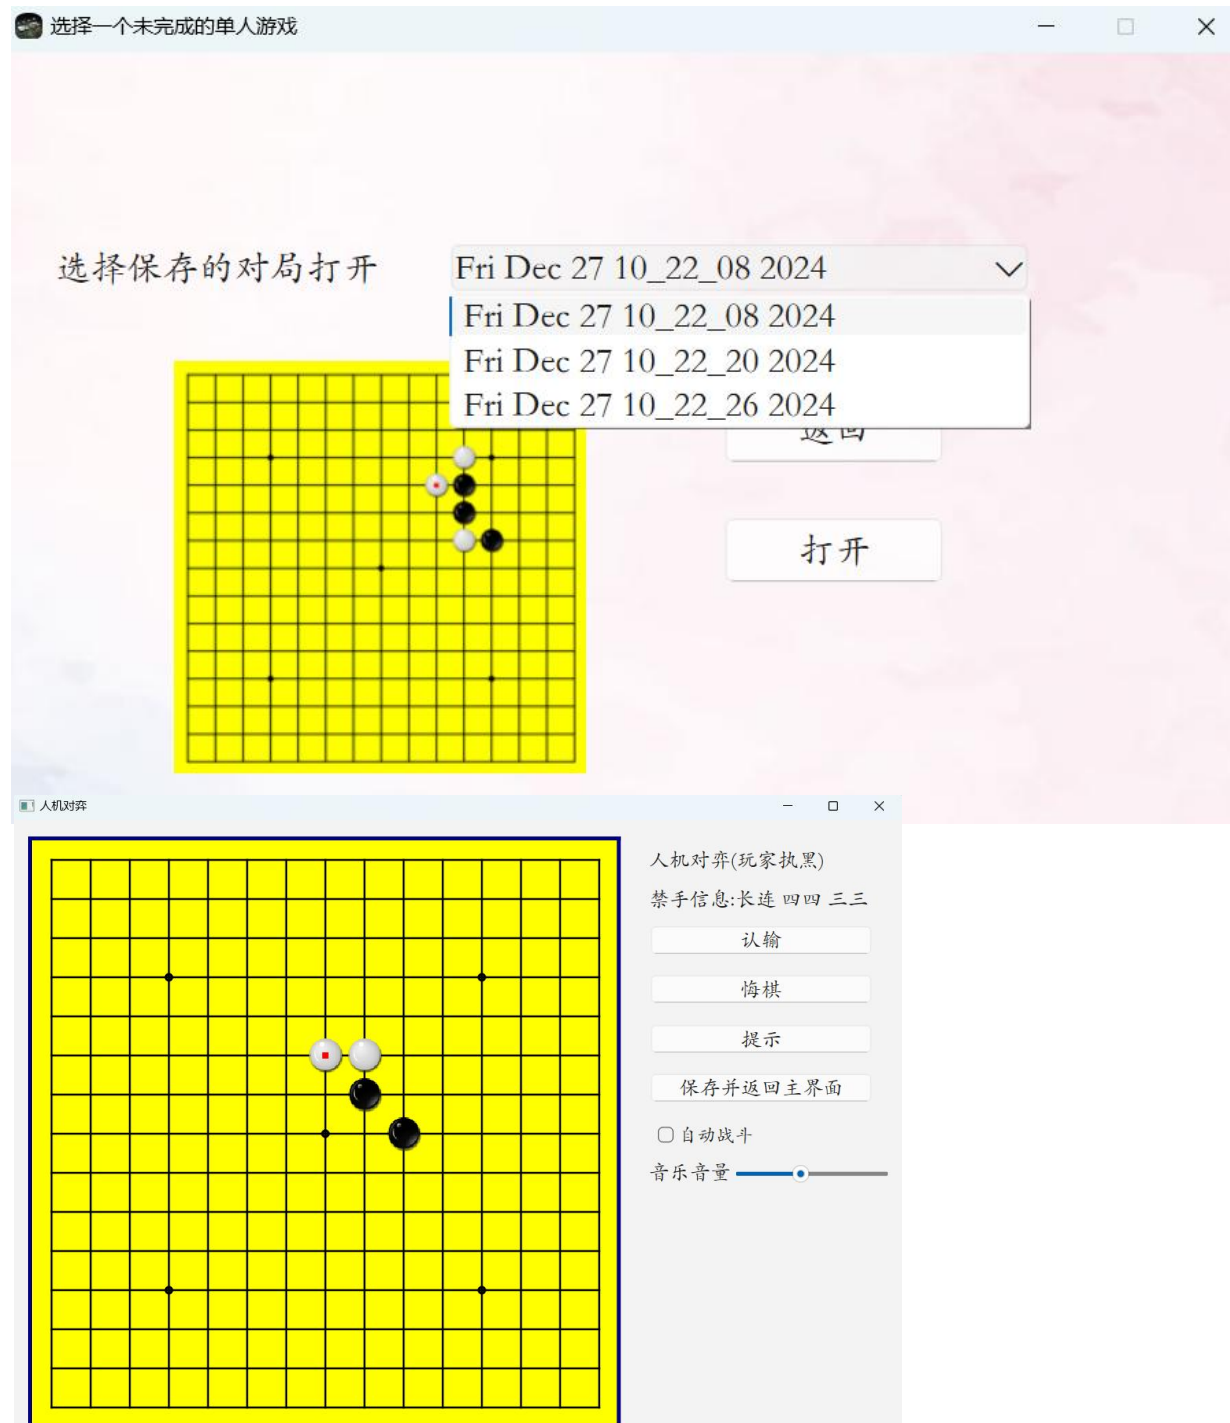 选择一个未完成的单人游戏
选择保存的对局打开
Fri Dec 27 10_22_08 2024
Fri Dec 27 10_22_08 2024
Fri Dec 27 10_22_20 2024
Fri Dec 27 10_22_26 2024
返回
打开
人机对弈
人机对弈(玩家执黑)
禁手信息:长连 四四 三三
认输
悔棋
提示
保存并返回主界面
自动战斗
音乐音量